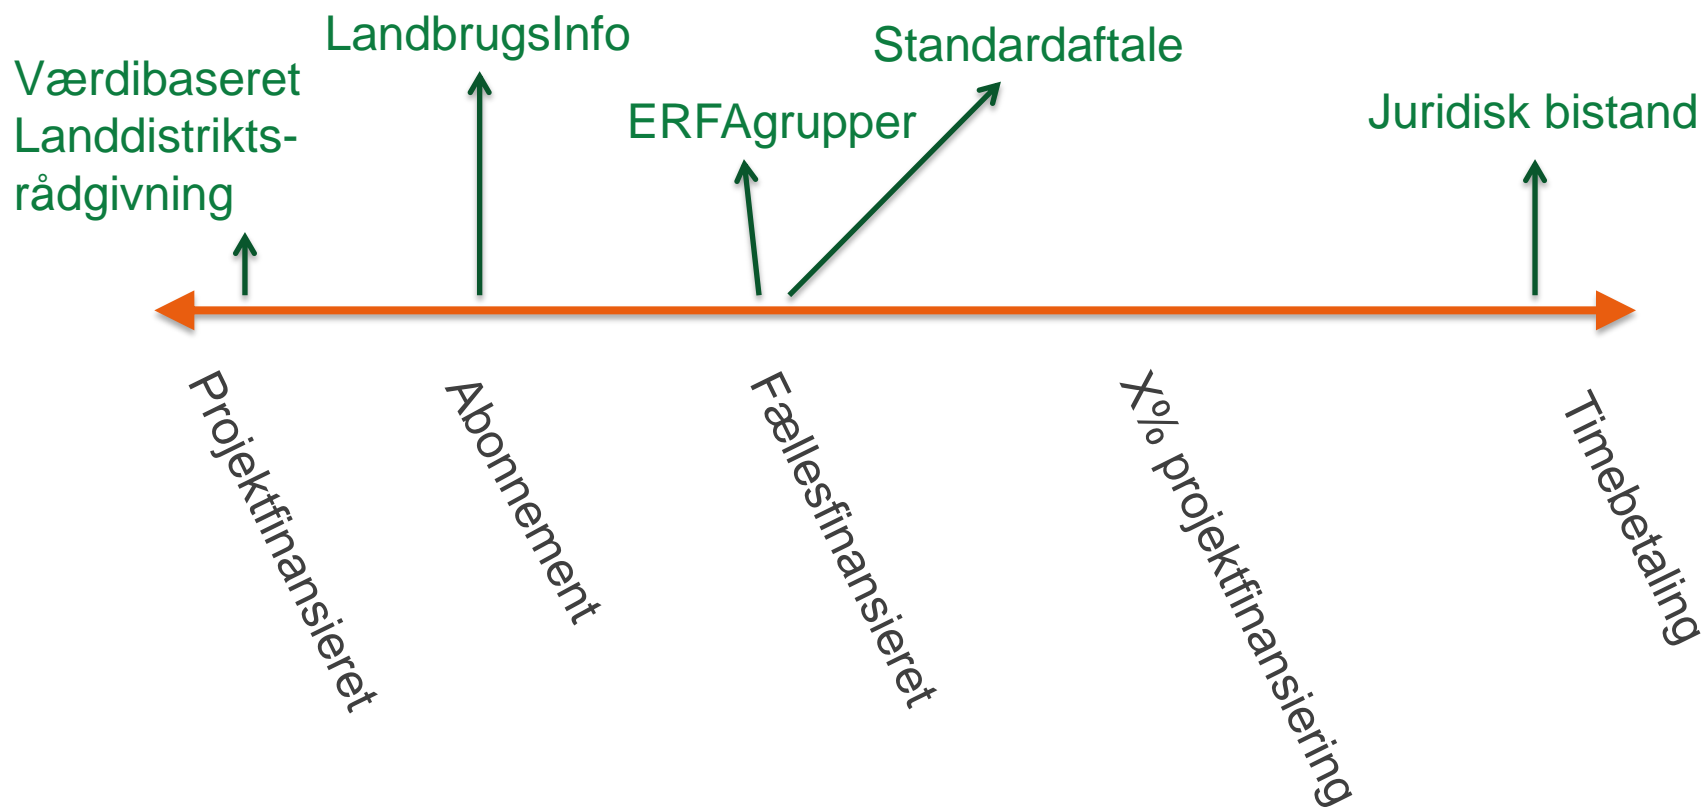 Værdibaseret
Landdistrikts-
rådgivning
LandbrugsInfo
ERFAgrupper
Standardaftale
Juridisk bistand
Projektfinansieret
Abonnement
Fællesfinansieret
X% projektfinansiering
Timebetaling